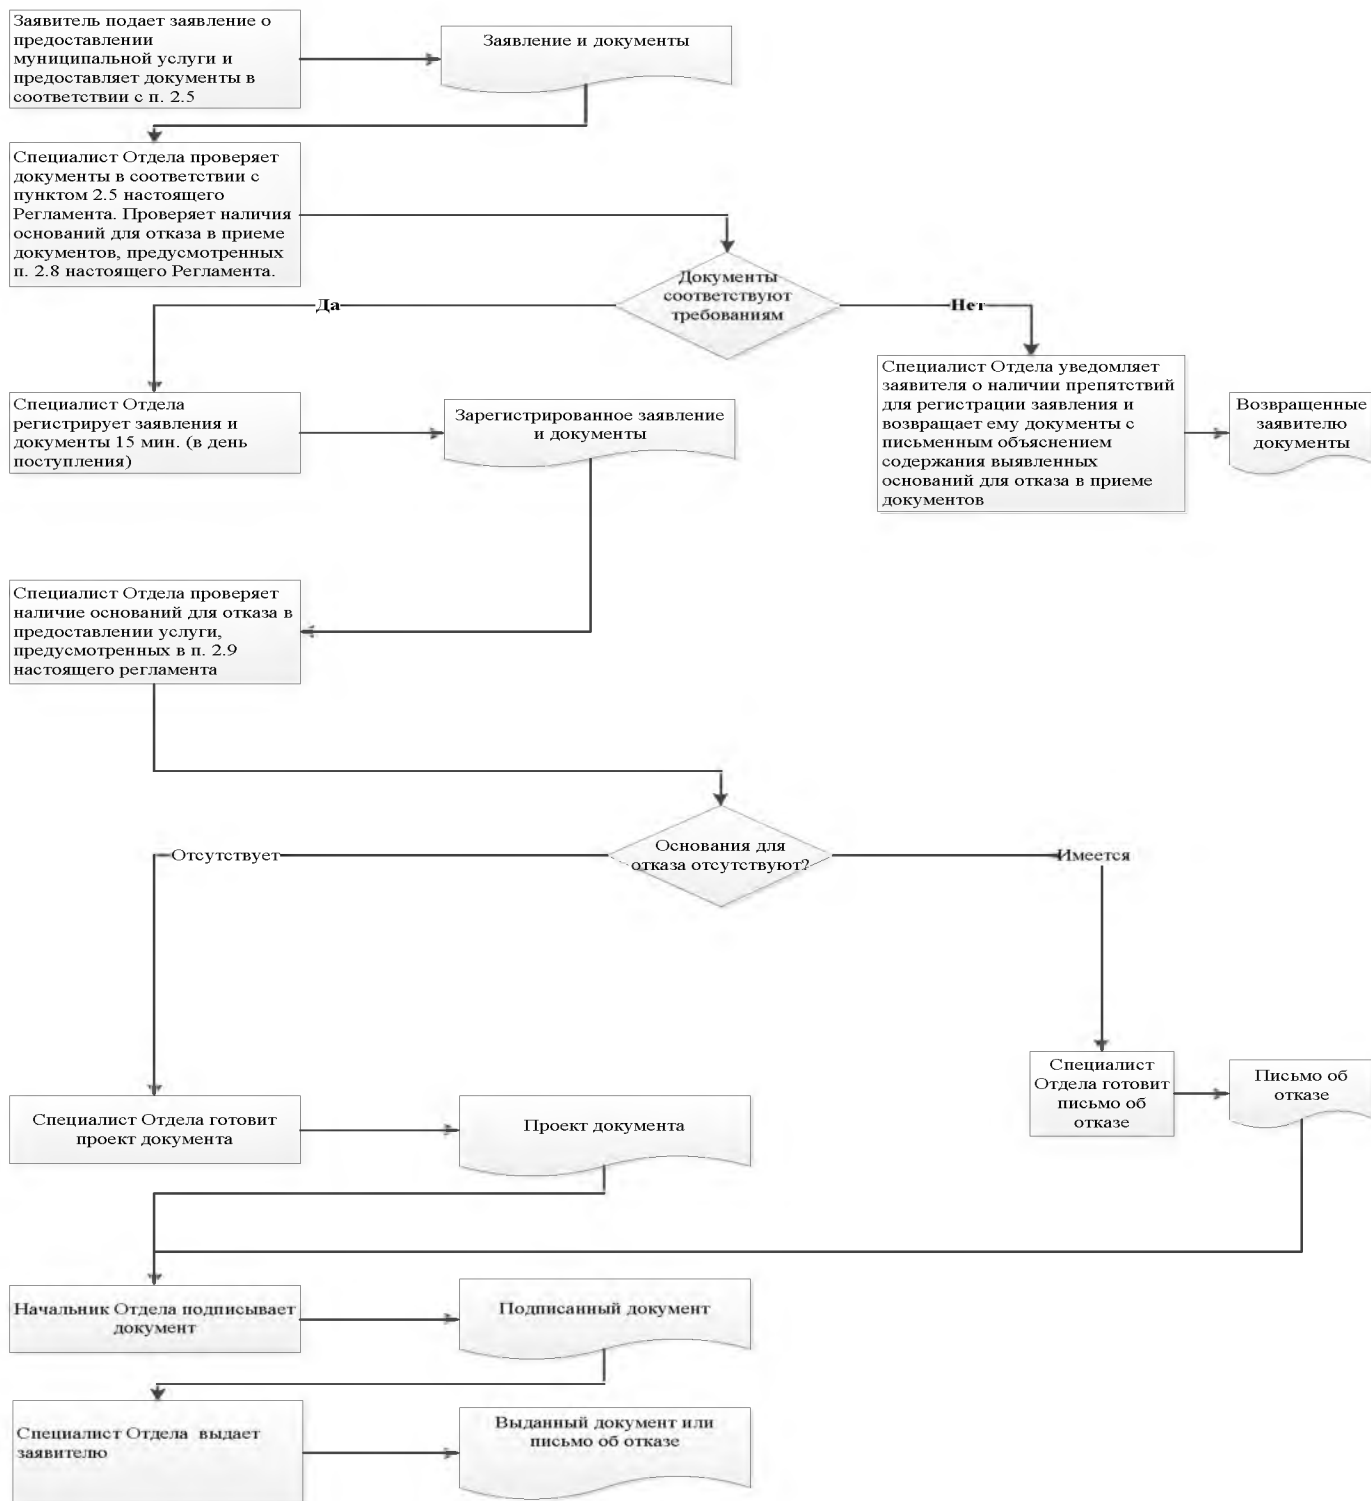 Заявитель подает заявление о
предоставлении
муниципальной услуги и
предоставляет документы в
соответствии с п. 2.5
Заявление и документы
Специалист Отдела проверяет
документы в соответствии с
пунктом 2.5 настоящего
Регламента. Проверяет наличия
оснований для отказа в приеме
документов, предусмотренных
п. 2.8 настоящего Регламента.
Документы
соответствуют
требованиям
Да
Нет
Специалист Отдела
регистрирует заявления и
документы 15 мин. (в день
поступления)
Зарегистрированное заявление
и документы
Специалист Отдела уведомляет
заявителя о наличии препятствий
для регистрации заявления и
возвращает ему документы с
письменным объяснением
содержания выявленных
оснований для отказа в приеме
документов
Возвращенные
заявителю
документы
Специалист Отдела проверяет
наличие оснований для отказа в
предоставлении услуги,
предусмотренных в п. 2.9
настоящего регламента
Основания для
отказа отсутствуют?
Отсутствует
Имеется
Специалист
Отдела готовит
письмо об
отказе
Письмо об
отказе
Специалист Отдела готовит
проект документа
Проект документа
Начальник Отдела подписывает
документ
Подписанный документ
Специалист Отдела выдает
заявителю
Выданный документ или
письмо об отказе